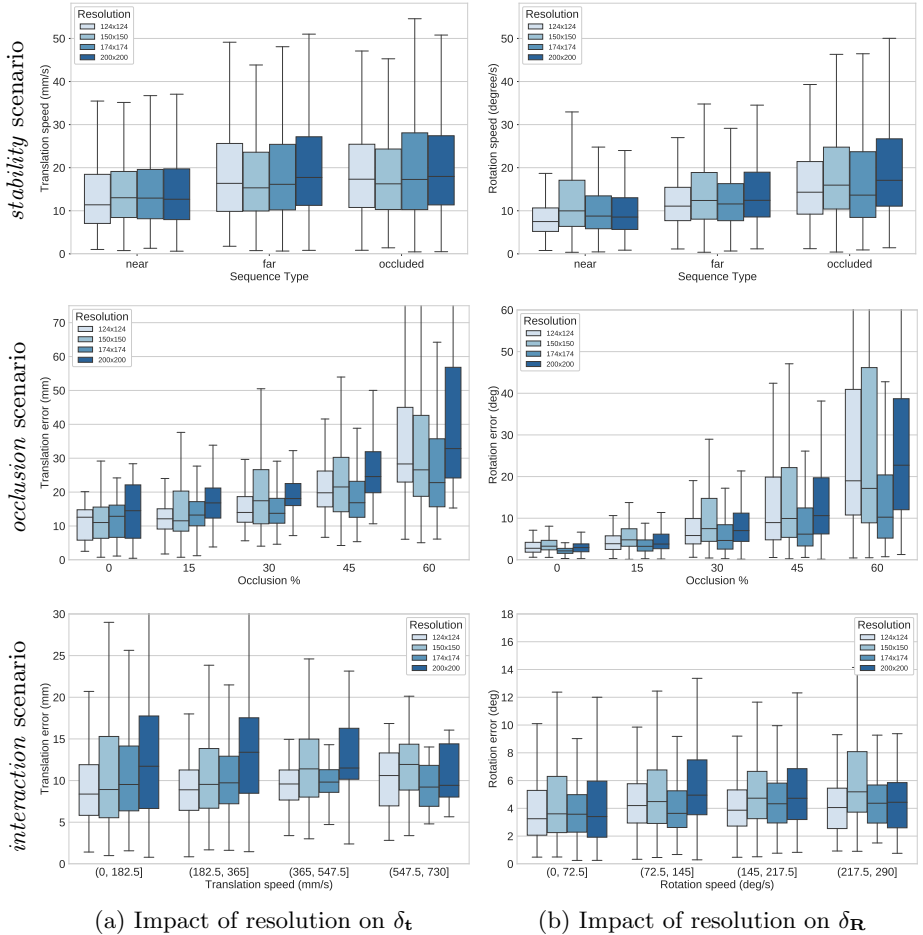 stability scenario
Translation speed (mm/s)
50
40
30
20
10
0
Resolution
124x124
150x150
174x174
200x200
near
far
occluded
Sequence Type
Rotation speed (degree/s)
50
40
30
20
10
0
Resolution
124x124
150x150
174x174
200x200
near
far
occluded
Sequence Type
occlusion scenario
Translation error (mm)
70
60
50
40
30
20
10
0
Resolution
124x124
150x150
174x174
200x200
0
15
30
45
60
Occlusion %
Rotation error (deg)
60
50
40
30
20
10
0
Resolution
124x124
150x150
174x174
200x200
0
15
30
45
60
Occlusion %
interaction scenario
Translation error (mm)
30
25
20
15
10
5
0
Resolution
124x124
150x150
174x174
200x200
(0, 182.5]
(182.5, 365]
(365, 547.5]
(547.5, 730]
Translation speed (mm/s)
Rotation error (deg)
18
16
14
12
10
8
6
4
2
0
Resolution
124x124
150x150
174x174
200x200
(0, 72.5]
(72.5, 145]
(145, 217.5]
(217.5, 290]
Rotation speed (deg/s)
(a) Impact of resolution on δt
(b) Impact of resolution on δR